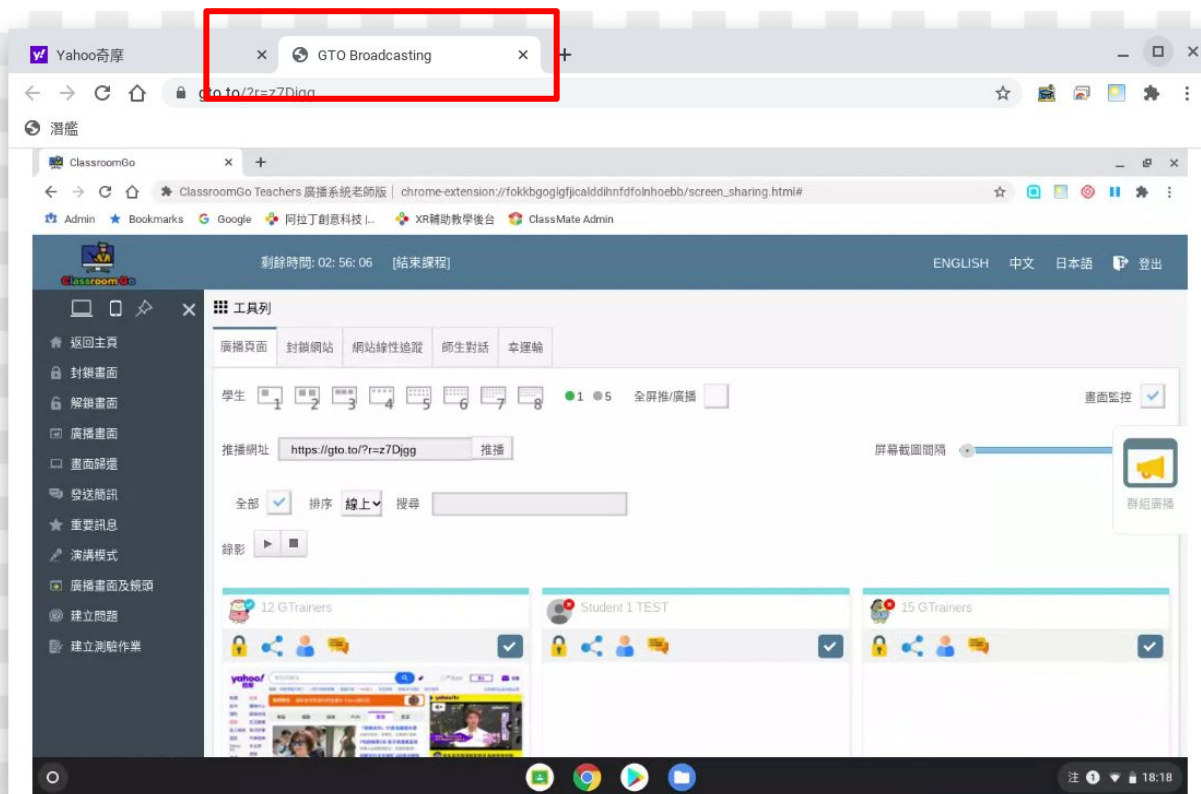 Yahoo奇摩
GTO Broadcasting
gto.to/?r=z7Djgg
潛艦
ClassroomGo
ClassroomGo Teachers 廣播系統老師版 | chrome-extension://fokkbgoglgfjicalddihnfdfolnhoebb/screen_sharing.html#
Admin Bookmarks Google 阿拉丁創意科技 |... XR輔助教學後台 ClassMate Admin
ClassroomGo
剩餘時間: 02: 56: 06 [結束課程]
ENGLISH 中文 日本語 登出
工具列
返回主頁
封鎖畫面
解鎖畫面
廣播畫面
畫面歸還
發送簡訊
重要訊息
演講模式
廣播畫面及鏡頭
建立問題
建立測驗作業
廣播頁面 封鎖網站 網站線性追蹤 師生對話 幸運輪
學生 1 2 3 4 5 6 7 8 1 5 全屏推/廣播 畫面監控
推播網址 https://gto.to/?r=z7Djgg 推播 屏幕截圖間隔
群組廣播
全部 排序 線上 搜尋
錄影
12 GTrainers
Student 1 TEST
15 GTrainers
yahoo!
注 1 18:18